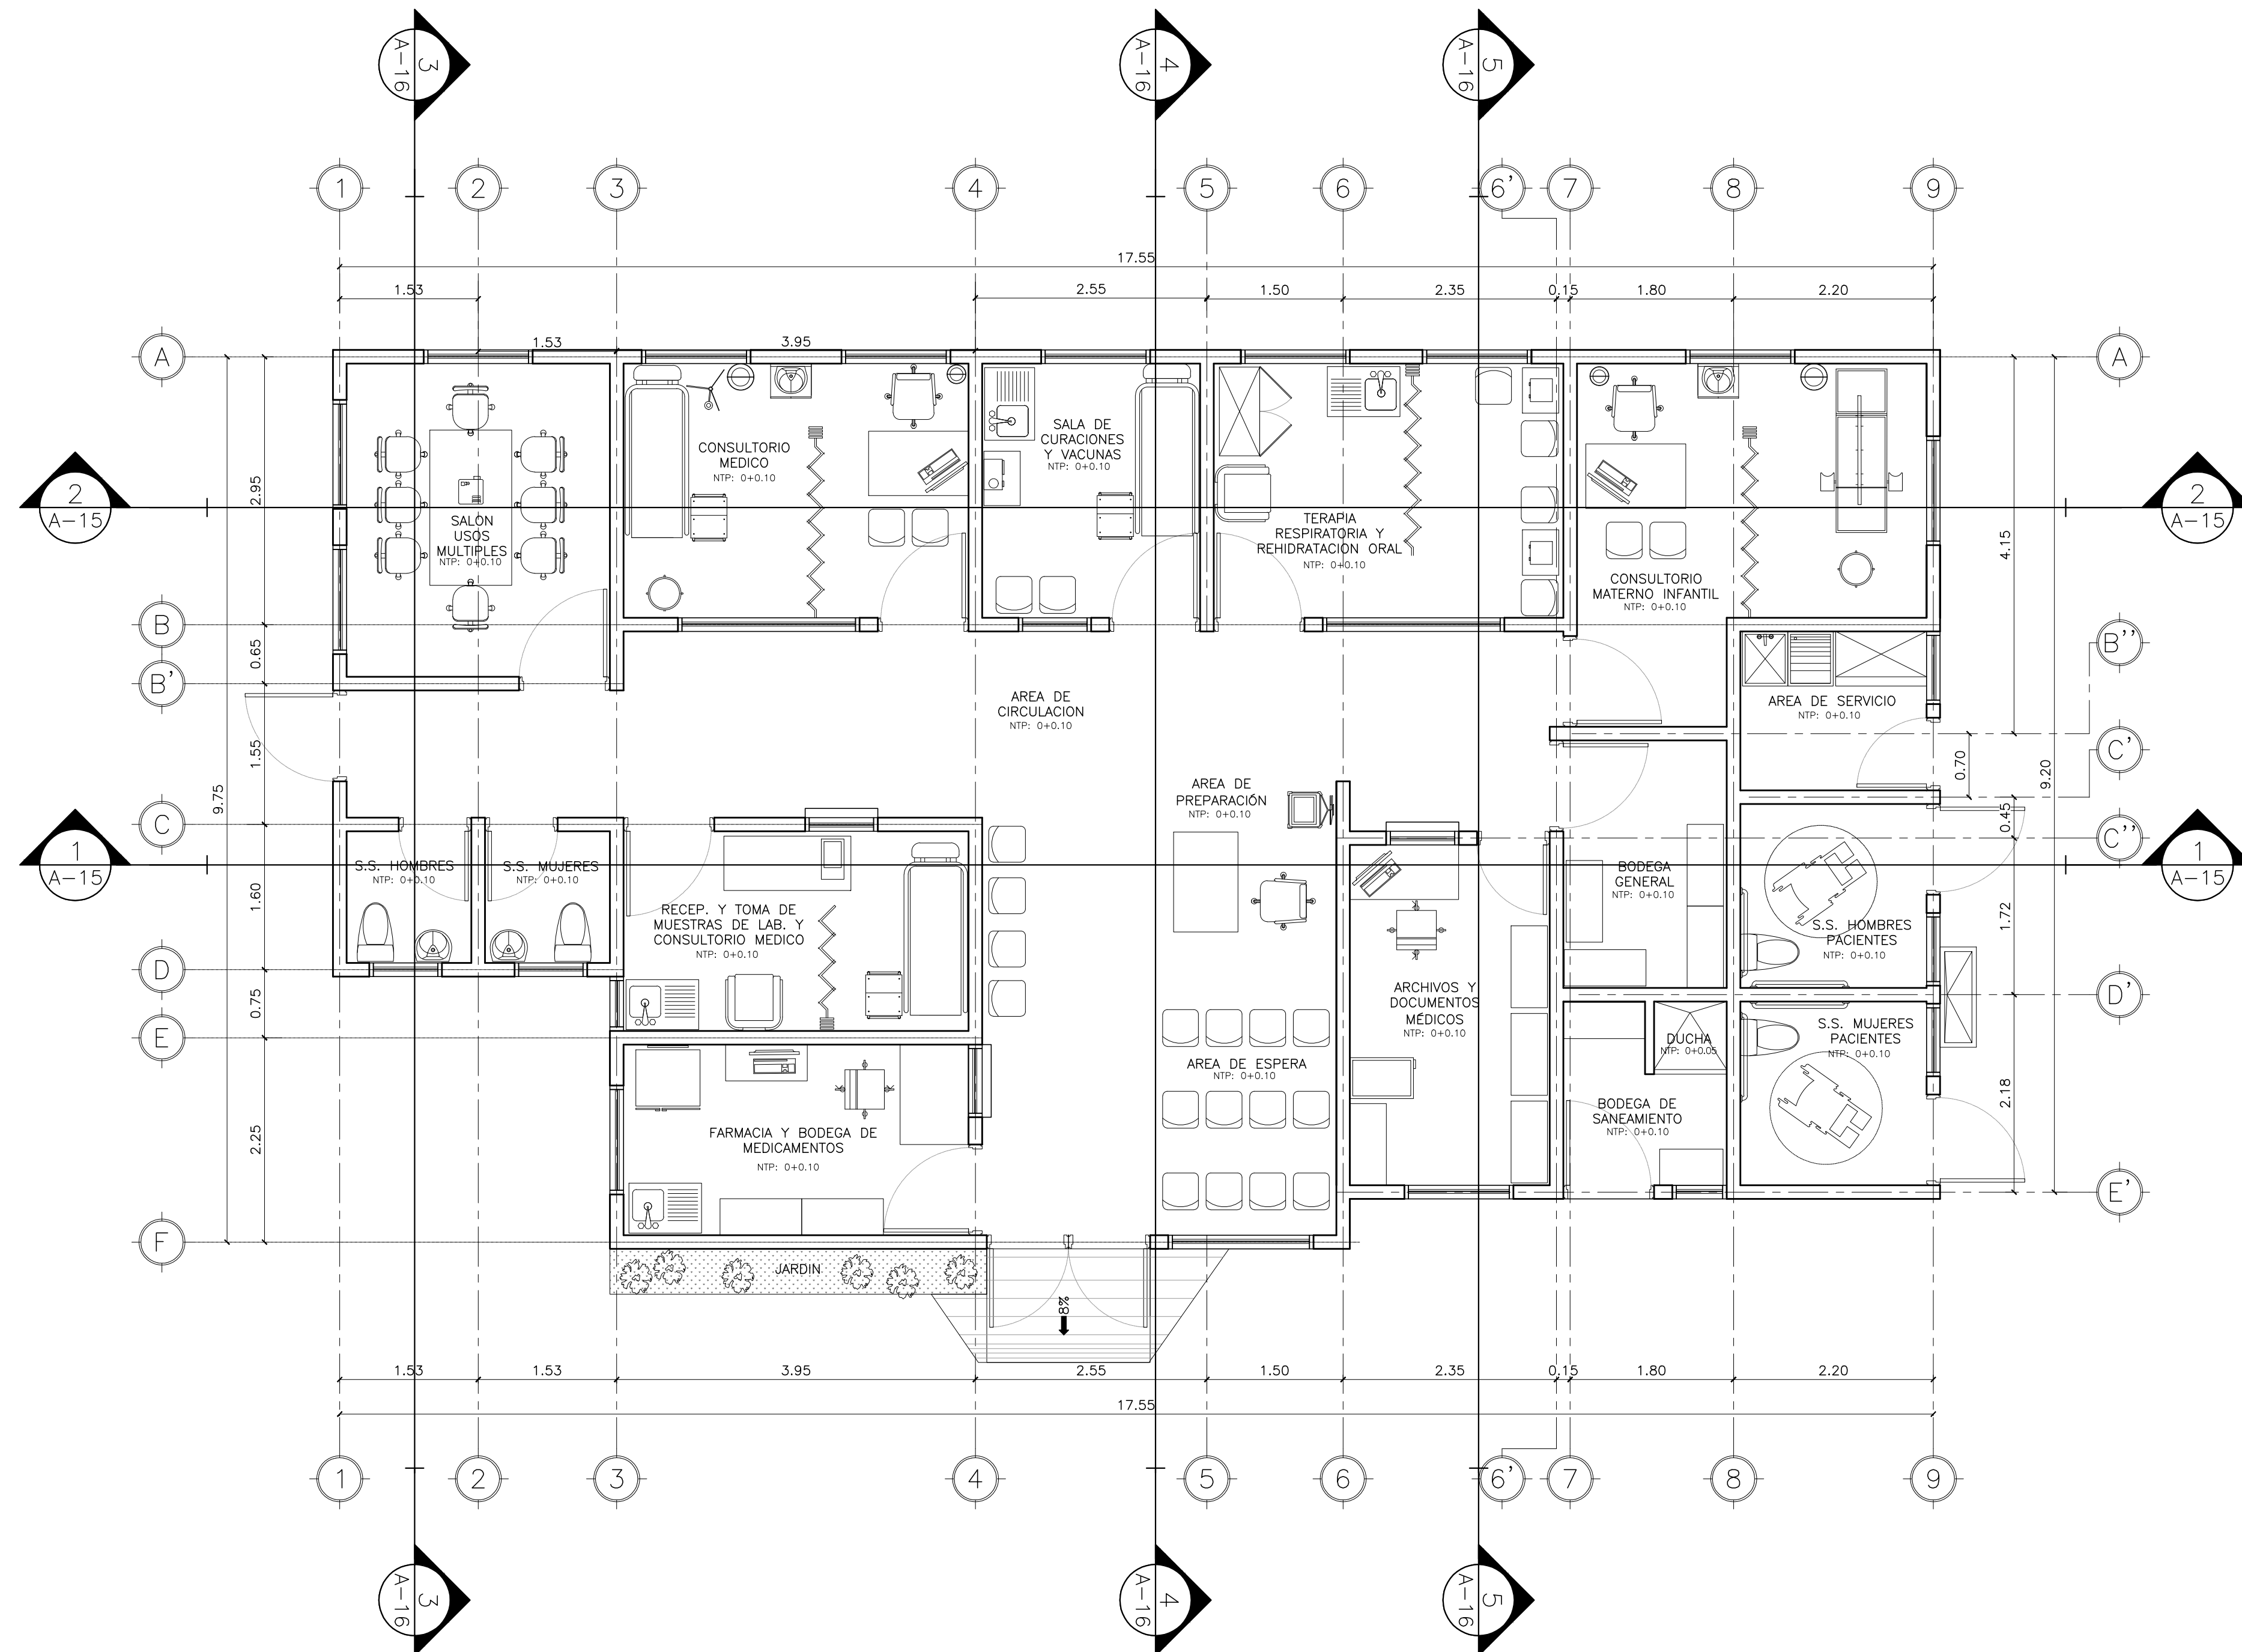 3
A-16
4
A-16
5
A-16
1
2
3
4
5
6
6'
7
8
9
17.55
1.53
2.55
1.50
2.35
0.15
1.80
2.20
1.53
3.95
A
A
B
B'
B''
C
C'
C''
D
D'
E
E'
F
2
A-15
2
A-15
1
A-15
1
A-15
9.75
2.95
0.65
1.55
1.60
0.75
2.25
4.15
0.70
9.20
0.45
1.72
2.18
SALON
USOS
MULTIPLES
NTP: 0+0.10
CONSULTORIO
MEDICO
NTP: 0+0.10
SALA DE
CURACIONES
Y VACUNAS
NTP: 0+0.10
TERAPIA
RESPIRATORIA Y
REHIDRATACION ORAL
NTP: 0+0.10
CONSULTORIO
MATERNO INFANTIL
NTP: 0+0.10
AREA DE
CIRCULACION
NTP: 0+0.10
AREA DE SERVICIO
NTP: 0+0.10
AREA DE
PREPARACIÓN
NTP: 0+0.10
S.S. HOMBRES
NTP: 0+0.10
S.S. MUJERES
NTP: 0+0.10
RECEP. Y TOMA DE
MUESTRAS DE LAB. Y
CONSULTORIO MEDICO
NTP: 0+0.10
BODEGA
GENERAL
NTP: 0+0.10
S.S. HOMBRES
PACIENTES
NTP: 0+0.10
ARCHIVOS Y
DOCUMENTOS
MÉDICOS
NTP: 0+0.10
DUCHA
NTP: 0+0.05
S.S. MUJERES
PACIENTES
NTP: 0+0.10
AREA DE ESPERA
NTP: 0+0.10
BODEGA DE
SANEAMIENTO
NTP: 0+0.10
FARMACIA Y BODEGA DE
MEDICAMENTOS
NTP: 0+0.10
JARDIN
8%
1.53
1.53
3.95
2.55
1.50
2.35
0.15
1.80
2.20
17.55
1
2
3
4
5
6
6'
7
8
9
3
A-16
4
A-16
5
A-16